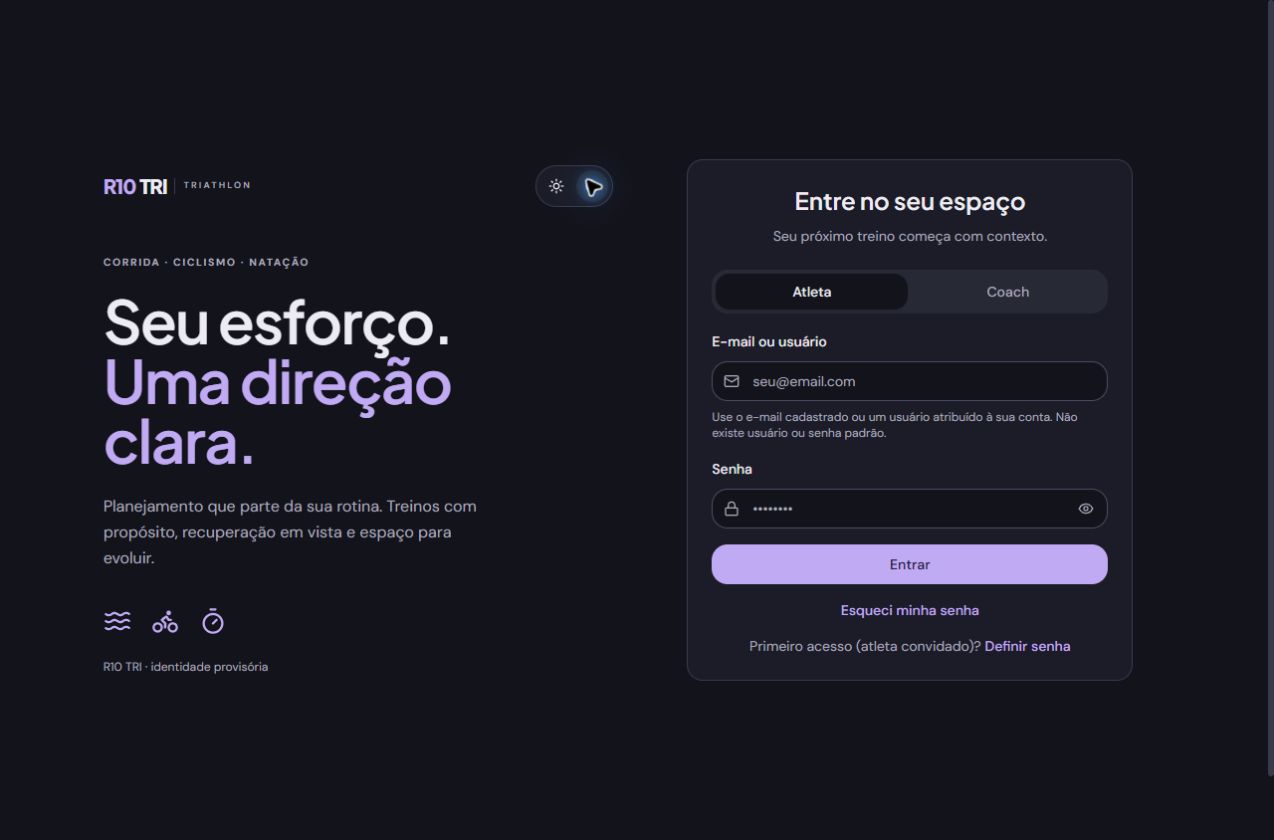 R10 TRI TRIATHLON
CORRIDA · CICLISMO · NATAÇÃO
Seu esforço.
Uma direção
clara.
Planejamento que parte da sua rotina. Treinos com
propósito, recuperação em vista e espaço para
evoluir.
R10 TRI · identidade provisória
Entre no seu espaço
Seu próximo treino começa com contexto.
Atleta Coach
E-mail ou usuário
seu@email.com
Use o e-mail cadastrado ou um usuário atribuído à sua conta. Não
existe usuário ou senha padrão.
Senha
••••••••
Entrar
Esqueci minha senha
Primeiro acesso (atleta convidado)? Definir senha